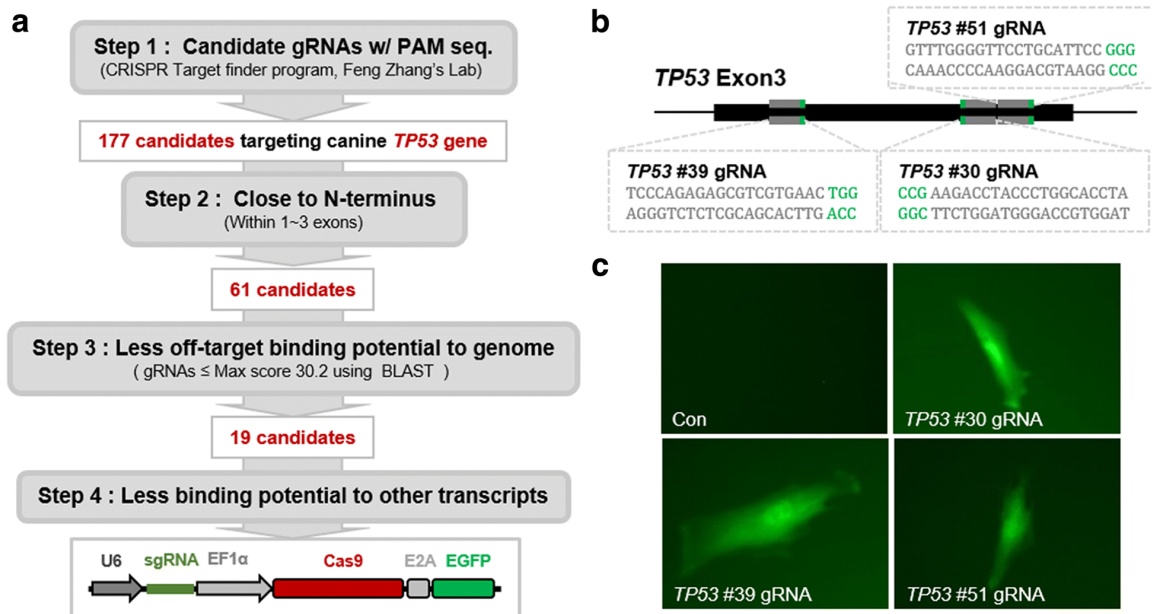 a
Step 1 : Candidate gRNAs w/ PAM seq.
(CRISPR Target finder program, Feng Zhang's Lab)
177 candidates targeting canine TP53 gene
Step 2 : Close to N-terminus
(Within 1~3 exons)
61 candidates
Step 3 : Less off-target binding potential to genome
( gRNAs ≤ Max score 30.2 using BLAST )
19 candidates
Step 4 : Less binding potential to other transcripts
U6 sgRNA EF1α Cas9 E2A EGFP
b
TP53 #51 gRNA
GTTTGGGGTTCCTGCATTCC GGG
CAAACCCCAAGGACGTAAGG CCC
TP53 Exon3
TP53 #39 gRNA
TCCCAGAGAGCGTCGTGAAC TGG
AGGGTCTCTCGCAGCACTTG ACC
TP53 #30 gRNA
CCG AAGACCTACCCTGGCACCTA
GGC TTCTGGATGGGACCGTGGAT
c
Con
TP53 #30 gRNA
TP53 #39 gRNA
TP53 #51 gRNA